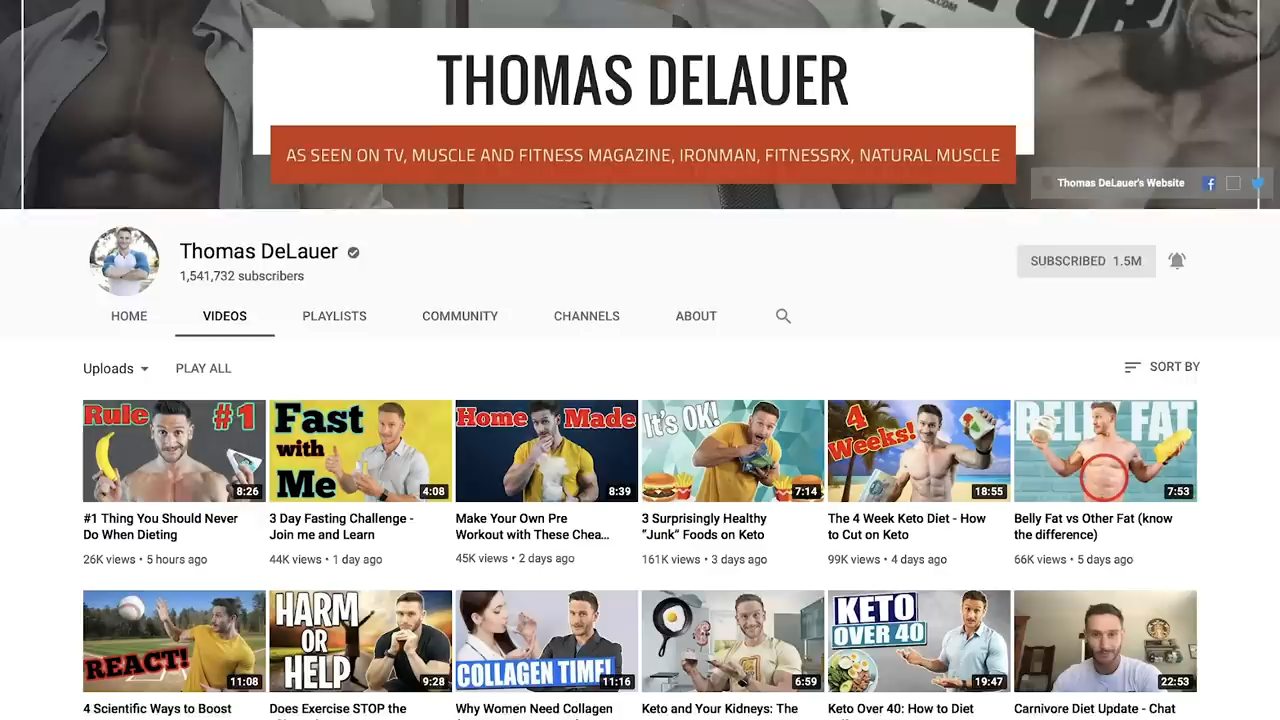 THOMAS DELAUER
AS SEEN ON TV, MUSCLE AND FITNESS MAGAZINE, IRONMAN, FITNESSRX, NATURAL MUSCLE
Thomas DeLauer's Website
Thomas DeLauer
1,541,732 subscribers
SUBSCRIBED 1.5M
HOME VIDEOS PLAYLISTS COMMUNITY CHANNELS ABOUT
Uploads PLAY ALL
SORT BY
Rule #1
8:26
#1 Thing You Should Never
Do When Dieting
26K views • 5 hours ago
Fast
with
Me
4:08
3 Day Fasting Challenge -
Join me and Learn
44K views • 1 day ago
Home Made
8:39
Make Your Own Pre
Workout with These Chea...
45K views • 2 days ago
It's OK!
7:14
3 Surprisingly Healthy
“Junk” Foods on Keto
161K views • 3 days ago
4
Weeks!
18:55
The 4 Week Keto Diet - How
to Cut on Keto
99K views • 4 days ago
BELLY FAT
7:53
Belly Fat vs Other Fat (know
the difference)
66K views • 5 days ago
REACT!
11:08
4 Scientific Ways to Boost
HARM
OR
HELP
9:28
Does Exercise STOP the
COLLAGEN TIME!
11:16
Why Women Need Collagen
6:59
Keto and Your Kidneys: The
KETO
OVER 40
19:47
Keto Over 40: How to Diet
22:53
Carnivore Diet Update - Chat